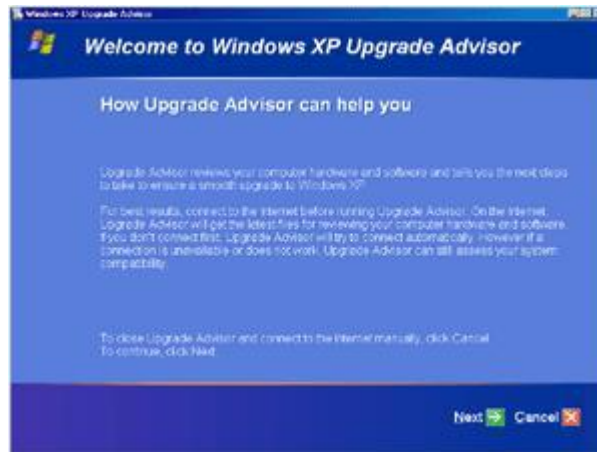 Windows XP Upgrade Advisor
Welcome to Windows XP Upgrade Advisor
How Upgrade Advisor can help you
Upgrade Advisor reviews your computer hardware and software and tells you the next steps
to take to ensure a smooth upgrade to Windows XP.
For best results, connect to the Internet before running Upgrade Advisor. On the Internet,
Upgrade Advisor will get the latest files for reviewing your computer hardware and software.
If you don't connect first, Upgrade Advisor will try to connect automatically. However if a
connection is unavailable or does not work, Upgrade Advisor can still assess your system
compatibility.
To close Upgrade Advisor and connect to the Internet manually, click Cancel.
To continue, click Next
Next Cancel